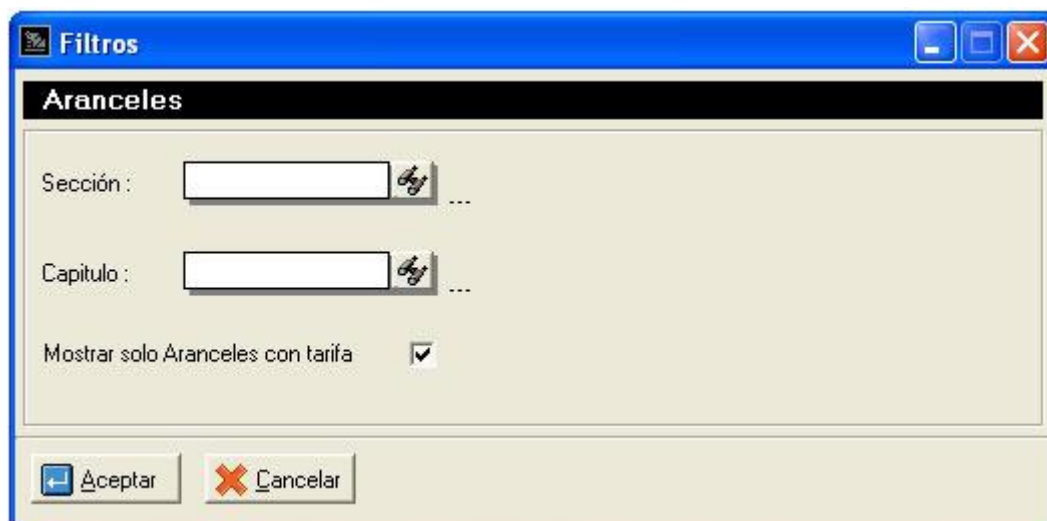 Filtros
Aranceles
Sección :
...
Capitulo :
...
Mostrar solo Aranceles con tarifa
Aceptar Cancelar